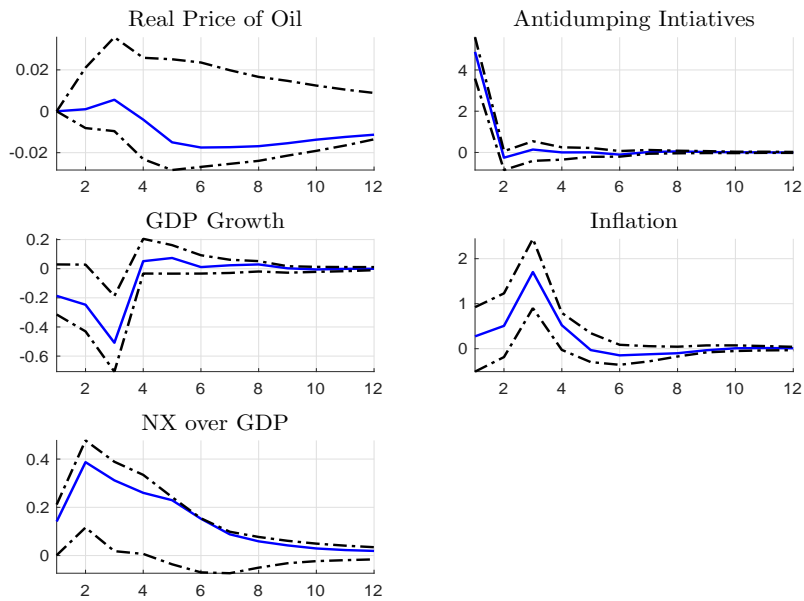 Real Price of Oil
0.02
0
-0.02
2 4 6 8 10 12
Antidumping Intiatives
4
2
0
2 4 6 8 10 12
GDP Growth
0.2
0
-0.2
-0.4
-0.6
2 4 6 8 10 12
Inflation
2
1
0
2 4 6 8 10 12
NX over GDP
0.4
0.2
0
2 4 6 8 10 12